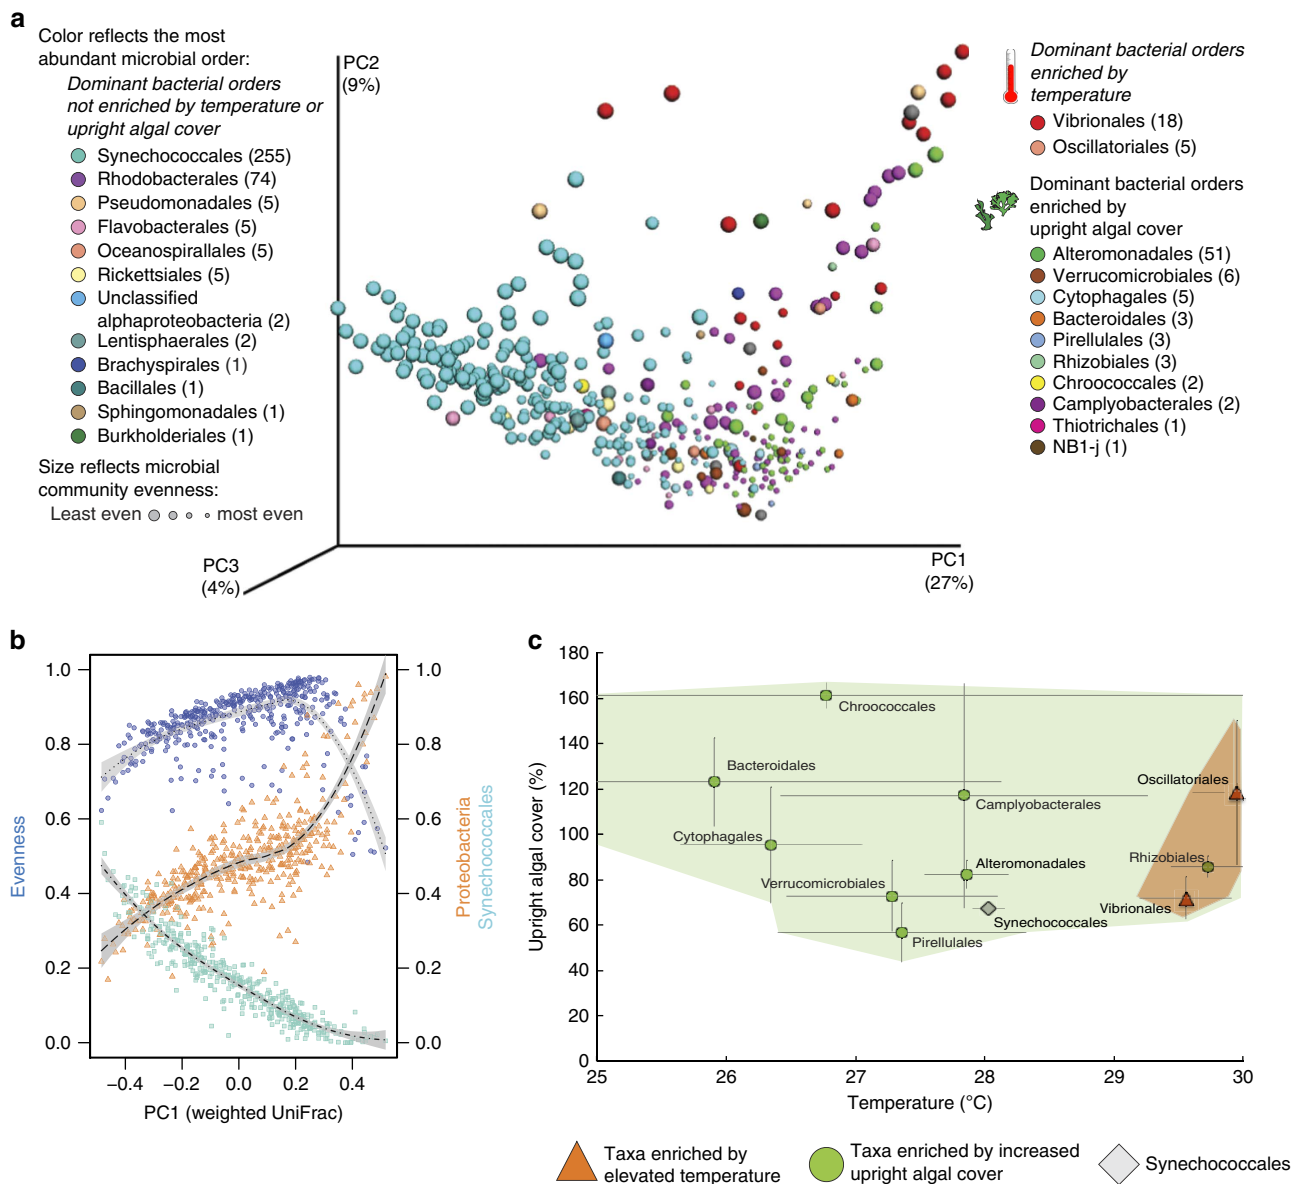 a
Color reflects the most
abundant microbial order:
Dominant bacterial orders
not enriched by temperature or
upright algal cover
Synechococcales (255)
Rhodobacterales (74)
Pseudomonadales (5)
Flavobacterales (5)
Oceanospirallales (5)
Rickettsiales (5)
Unclassified
alphaproteobacteria (2)
Lentisphaerales (2)
Brachyspirales (1)
Bacillales (1)
Sphingomonadales (1)
Burkholderiales (1)
Size reflects microbial
community evenness:
Least even most even
PC2
(9%)
PC3
(4%)
PC1
(27%)
Dominant bacterial orders
enriched by
temperature
Vibrionales (18)
Oscillatoriales (5)
Dominant bacterial orders
enriched by
upright algal cover
Alteromonadales (51)
Verrucomicrobiales (6)
Cytophagales (5)
Bacteroidales (3)
Pirellulales (3)
Rhizobiales (3)
Chroococcales (2)
Camplyobacterales (2)
Thiotrichales (1)
NB1-j (1)
b
Evenness
1.0
0.8
0.6
0.4
0.2
0.0
1.0
0.8
0.6
0.4
0.2
0.0
Proteobacteria
Synechococcales
−0.4 −0.2 0.0 0.2 0.4
PC1 (weighted UniFrac)
c
Upright algal cover (%)
180
160
140
120
100
80
60
40
20
0
Chroococcales
Bacteroidales
Oscillatoriales
Camplyobacterales
Cytophagales
Rhizobiales
Alteromonadales
Verrucomicrobiales
Vibrionales
Synechococcales
Pirellulales
25 26 27 28 29 30
Temperature (°C)
Taxa enriched by
elevated temperature
Taxa enriched by increased
upright algal cover
Synechococcales